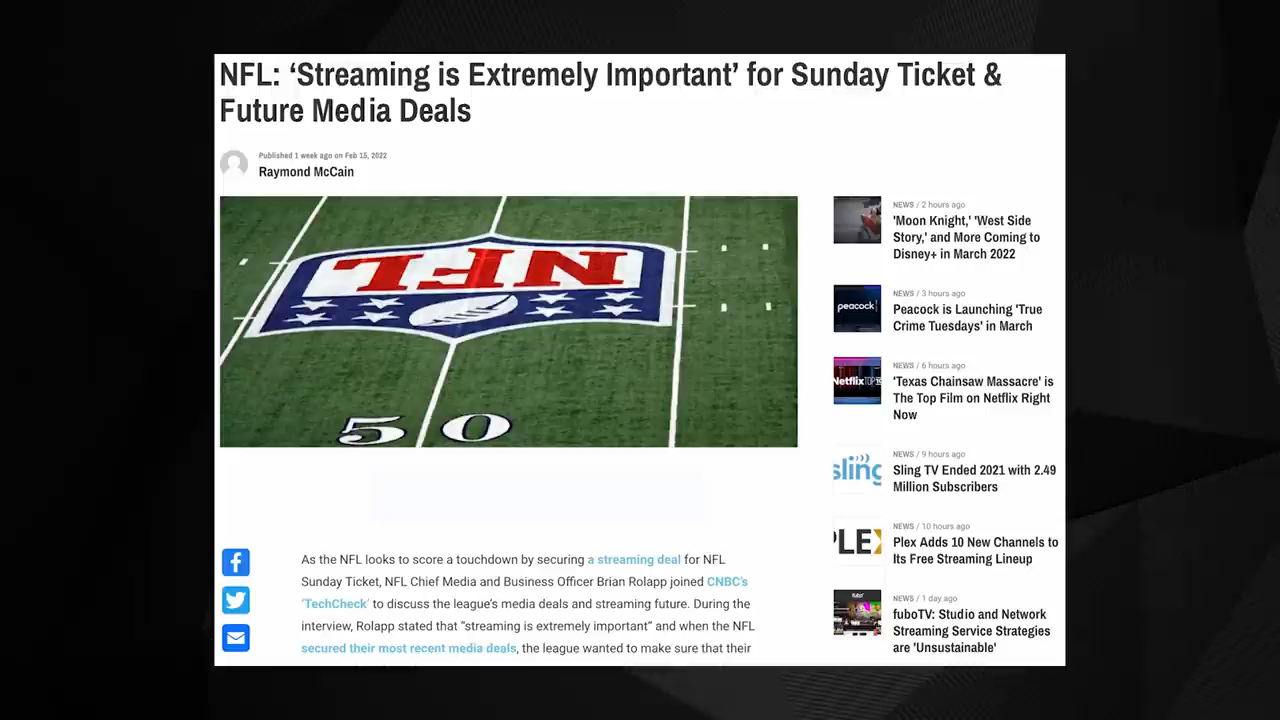 NFL: ‘Streaming is Extremely Important’ for Sunday Ticket &
Future Media Deals
Published 1 week ago on Feb 15, 2022
Raymond McCain
NFL
5 0
As the NFL looks to score a touchdown by securing a streaming deal for NFL
Sunday Ticket, NFL Chief Media and Business Officer Brian Rolapp joined CNBC's
'TechCheck' to discuss the league's media deals and streaming future. During the
interview, Rolapp stated that “streaming is extremely important” and when the NFL
secured their most recent media deals, the league wanted to make sure that their
NEWS / 2 hours ago
'Moon Knight,' 'West Side
Story,' and More Coming to
Disney+ in March 2022
peacock
NEWS / 3 hours ago
Peacock is Launching 'True
Crime Tuesdays' in March
Netflix TOP
NEWS / 6 hours ago
‘Texas Chainsaw Massacre’ is
The Top Film on Netflix Right
Now
sling
NEWS / 9 hours ago
Sling TV Ended 2021 with 2.49
Million Subscribers
PLEX
NEWS / 10 hours ago
Plex Adds 10 New Channels to
Its Free Streaming Lineup
fubo
NEWS / 1 day ago
fuboTV: Studio and Network
Streaming Service Strategies
are 'Unsustainable'